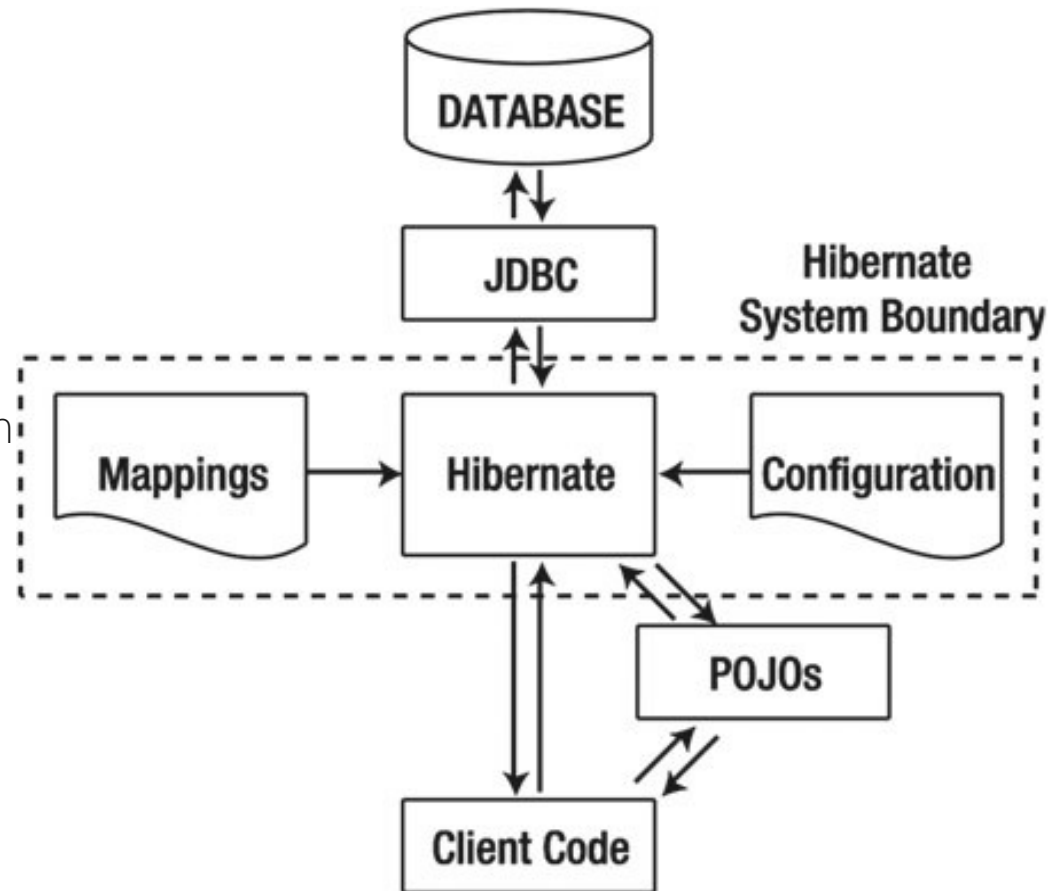 DATABASE
JDBC
Hibernate
System Boundary
Mappings
Hibernate
Configuration
POJOs
Client Code